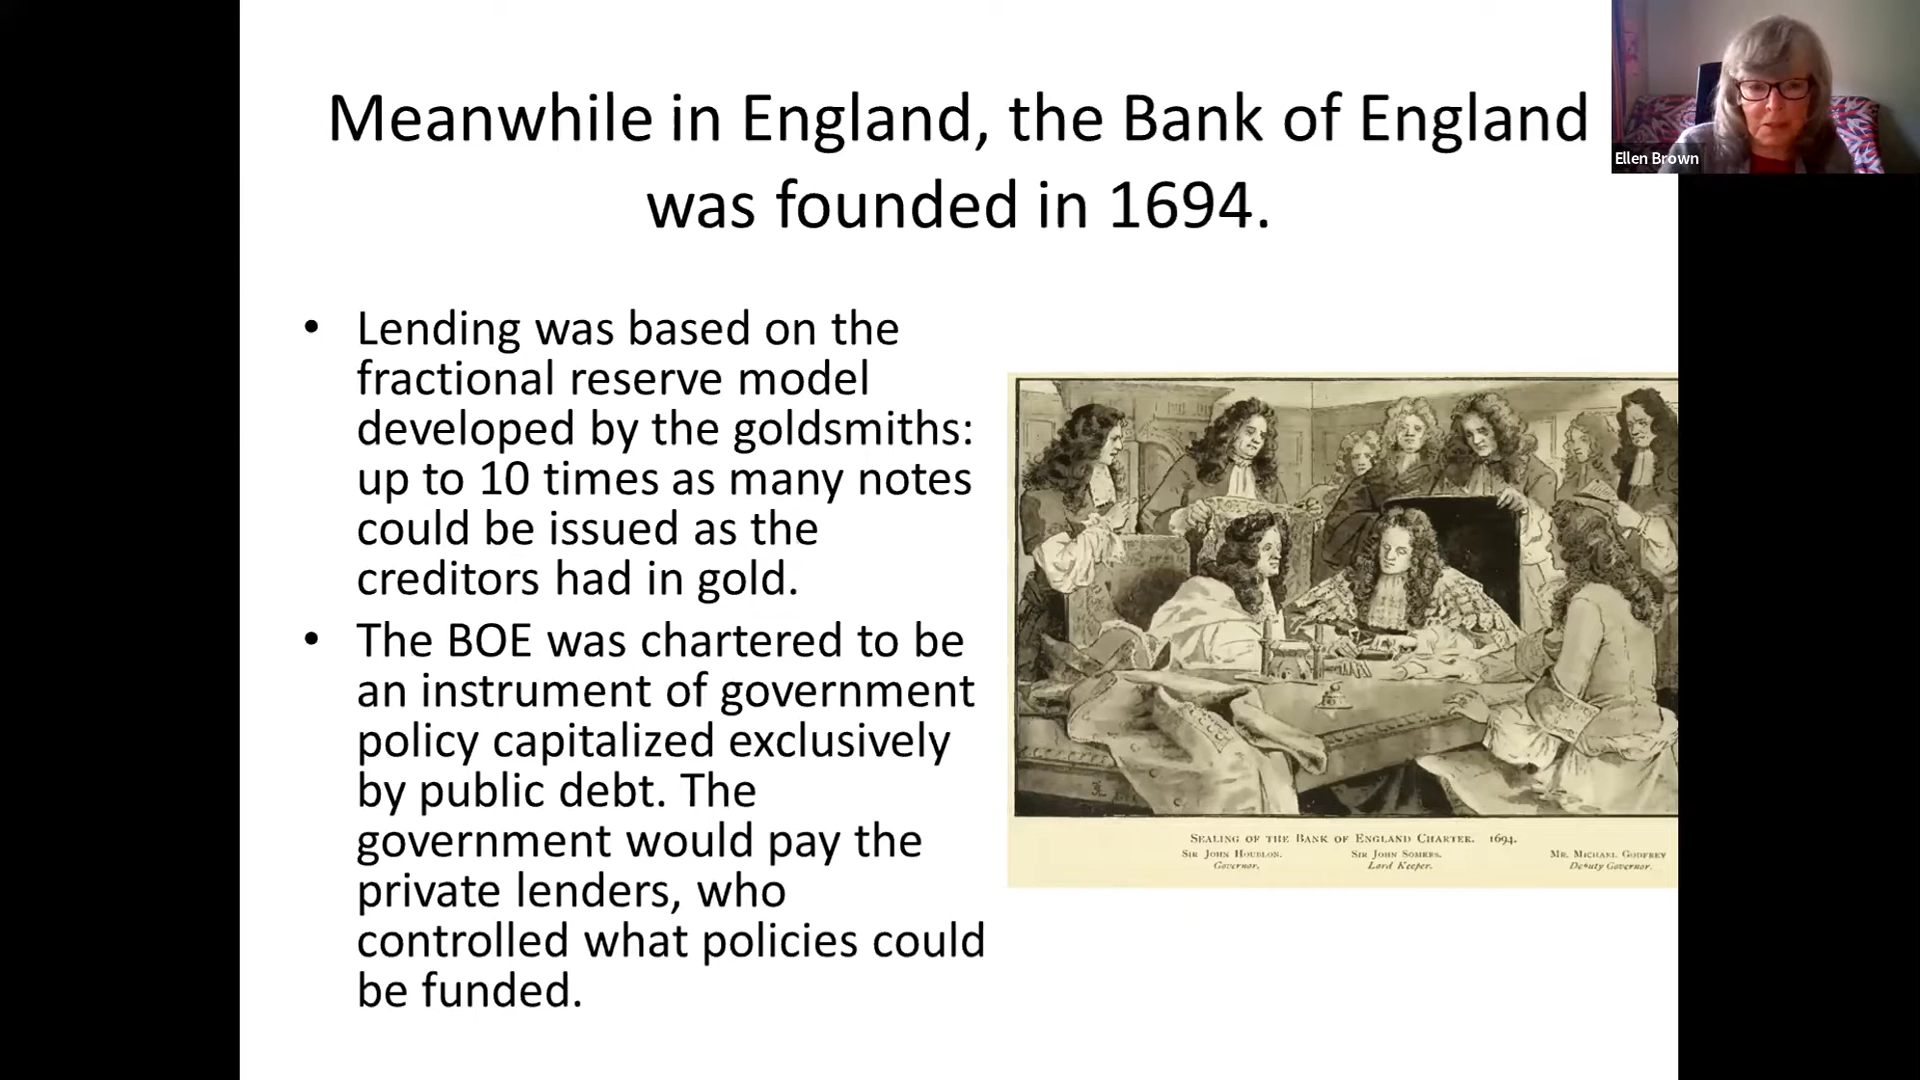 Meanwhile in England, the Bank of England
was founded in 1694.
Ellen Brown
• Lending was based on the
fractional reserve model
developed by the goldsmiths:
up to 10 times as many notes
could be issued as the
creditors had in gold.
• The BOE was chartered to be
an instrument of government
policy capitalized exclusively
by public debt. The
government would pay the
private lenders, who
controlled what policies could
be funded.
Sealing of the Bank of England Charter. 1694.
Sir John Houblon. Sir John Somers. Mr. Michael Godfrey
Governor. Lord Keeper. Deputy Governor.